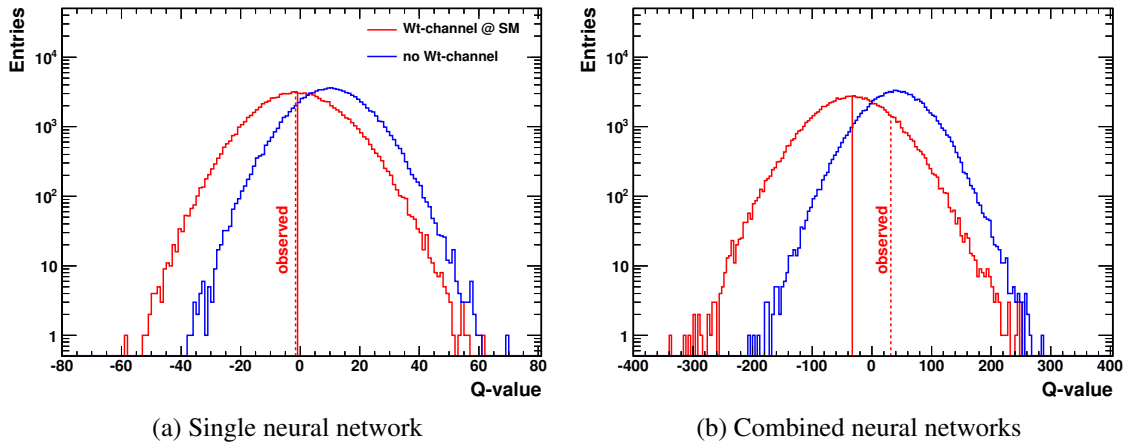 Entries
10⁴
10³
10²
10
1
Wt-channel @ SM
no Wt-channel
observed
-80 -60 -40 -20 0 20 40 60 80
Q-value
(a) Single neural network
Entries
10⁴
10³
10²
10
1
observed
-400 -300 -200 -100 0 100 200 300 400
Q-value
(b) Combined neural networks